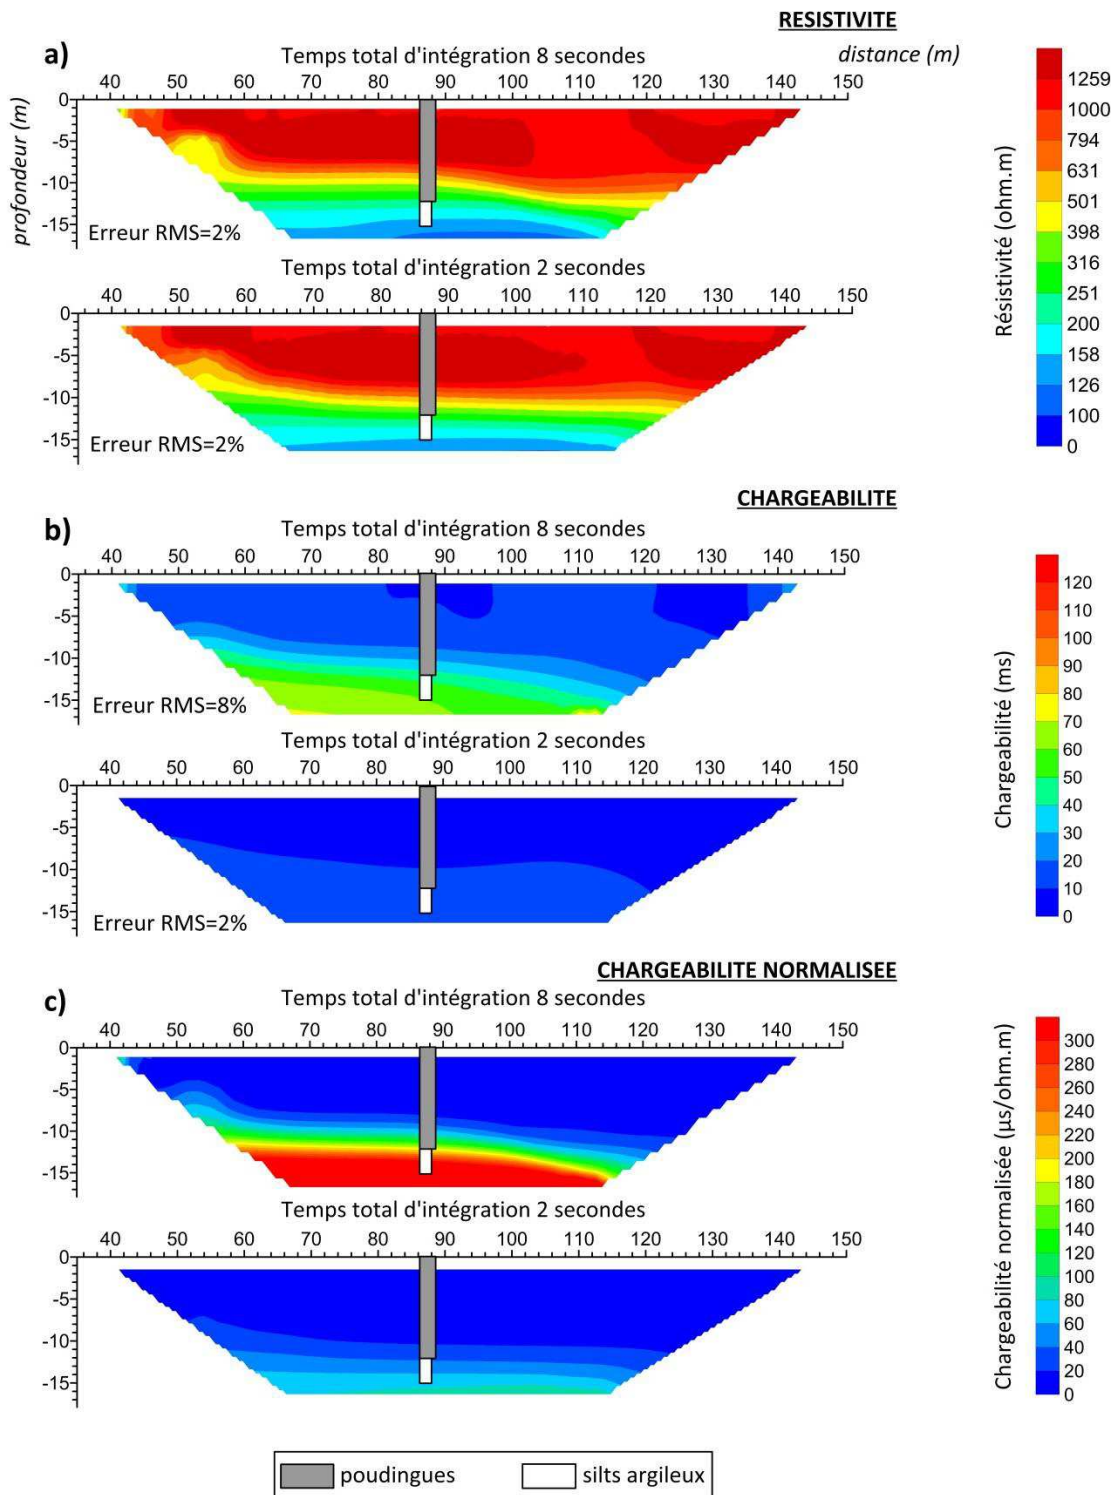 RESISTIVITE
a)
Temps total d'intégration 8 secondes
distance (m)
40 50 60 70 80 90 100 110 120 130 140 150
profondeur (m)
0
-5
-10
-15
Erreur RMS=2%
Temps total d'intégration 2 secondes
40 50 60 70 80 90 100 110 120 130 140 150
0
-5
-10
-15
Erreur RMS=2%
Résistivité (ohm.m)
1259
1000
794
631
501
398
316
251
200
158
126
100
0
CHARGEABILITE
b)
Temps total d'intégration 8 secondes
40 50 60 70 80 90 100 110 120 130 140 150
0
-5
-10
-15
Erreur RMS=8%
Temps total d'intégration 2 secondes
40 50 60 70 80 90 100 110 120 130 140 150
0
-5
-10
-15
Erreur RMS=2%
Chargeabilité (ms)
120
110
100
90
80
70
60
50
40
30
20
10
0
CHARGEABILITE NORMALISEE
c)
Temps total d'intégration 8 secondes
40 50 60 70 80 90 100 110 120 130 140 150
0
-5
-10
-15
Temps total d'intégration 2 secondes
40 50 60 70 80 90 100 110 120 130 140 150
0
-5
-10
-15
Chargeabilité normalisée (µs/ohm.m)
300
280
260
240
220
200
180
160
140
120
100
80
60
40
20
0
poudingues
silts argileux